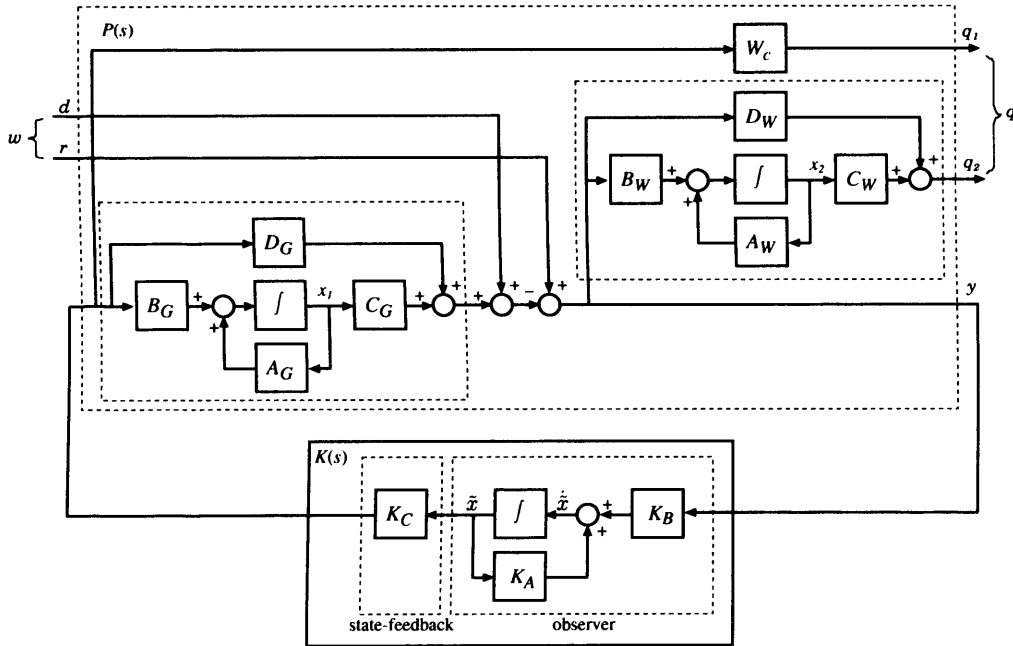 P(s)
W_c
q_1
d
w
r
q
D_W
B_W
+
+
∫
x_2
C_W
+
+
q_2
A_W
D_G
B_G
+
+
∫
x_1
C_G
+
+
A_G
+
+
−
+
y
K(s)
K_C
x̃
∫
ẋ̃
+
+
K_B
K_A
state-feedback
observer